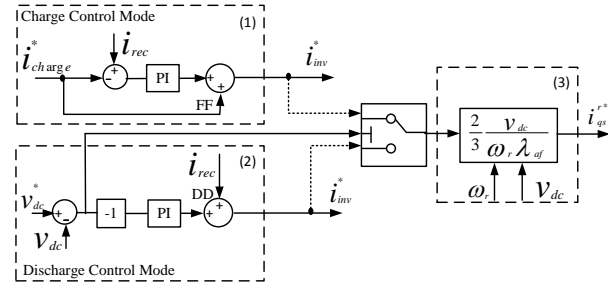 Charge Control Mode
(1)
i*charge
irec
- +
PI
+ +
FF
i*inv
(2)
irec
DD
v*dc
+ -
vdc
-1
PI
+ +
i*inv
Discharge Control Mode
(3)
2/3 vdc/ωrλaf
ir*qs
ωr
vdc